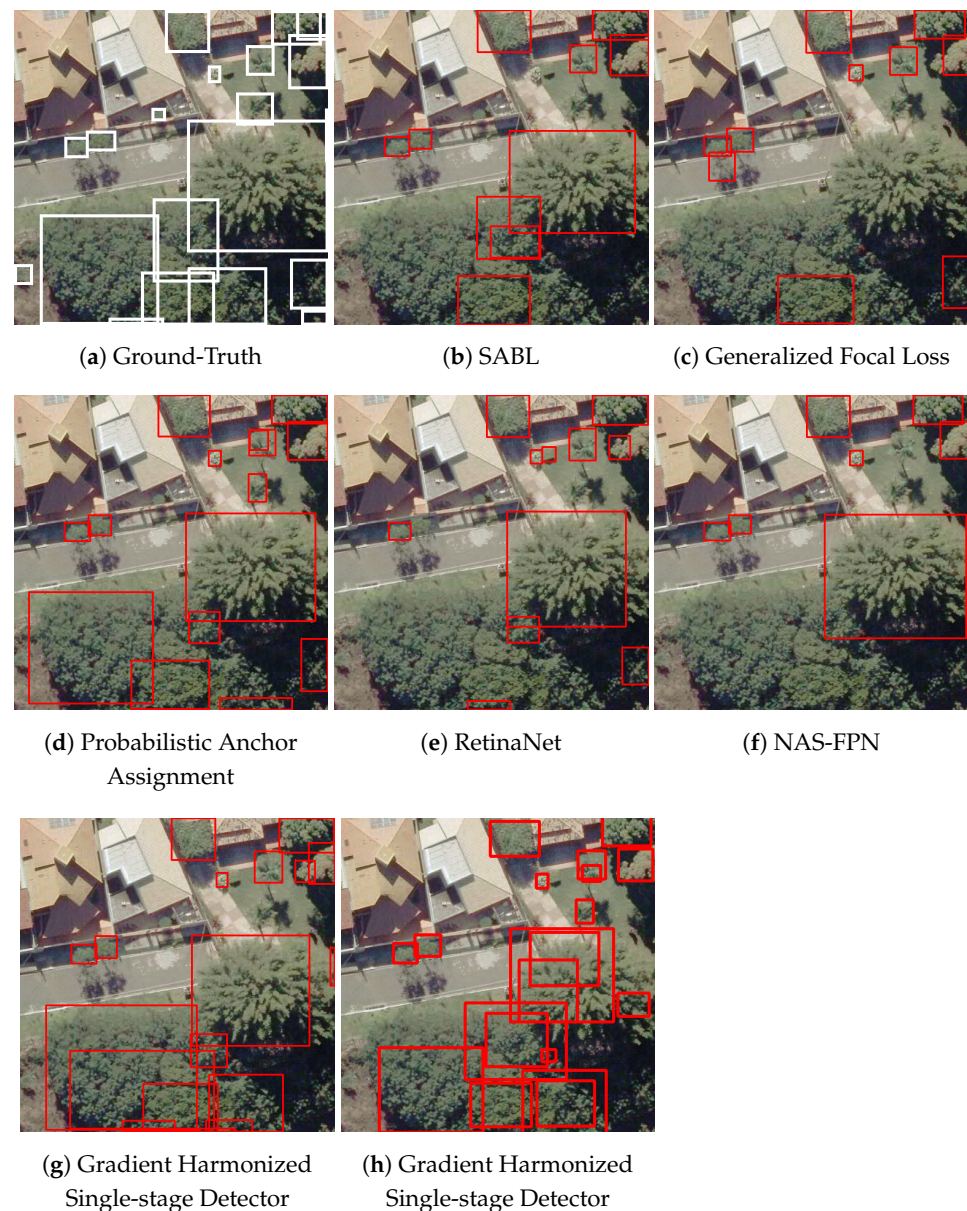 (a) Ground-Truth
(b) SABL
(c) Generalized Focal Loss
(d) Probabilistic Anchor
Assignment
(e) RetinaNet
(f) NAS-FPN
(g) Gradient Harmonized
Single-stage Detector
(h) Gradient Harmonized
Single-stage Detector